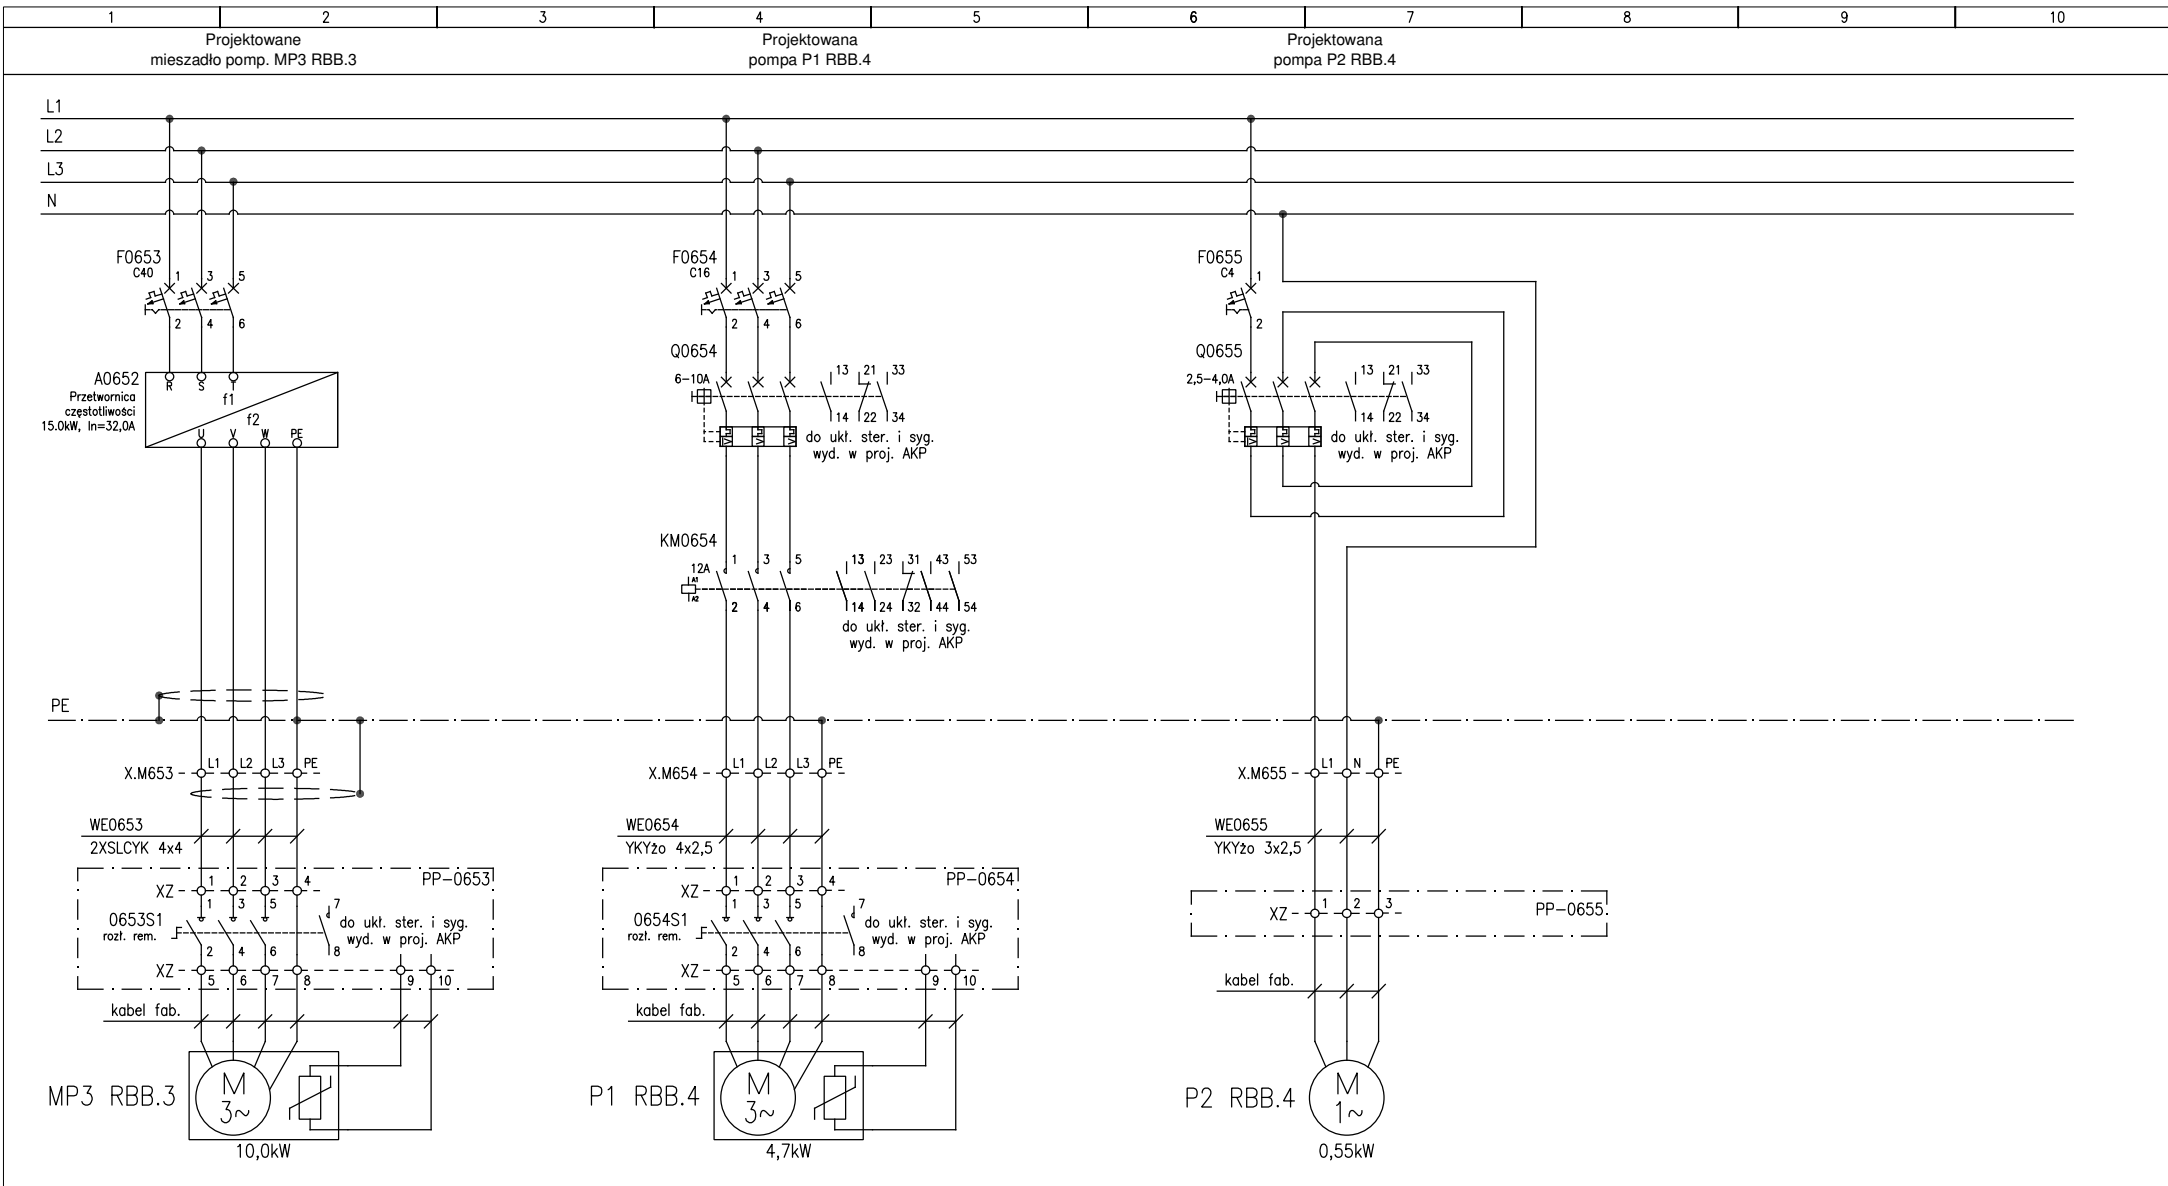 1 2 3 4 5 6 7 8 9 10
Projektowane
mieszadło pomp. MP3 RBB.3
Projektowana
pompa P1 RBB.4
Projektowana
pompa P2 RBB.4
L1
L2
L3
N
F0653
C40
1 3 5
2 4 6
A0652
Przetwornica
częstotliwości
15.0kW, In=32,0A
R S T
f1
f2
U V W PE
F0654
C16
1 3 5
2 4 6
Q0654
6-10A
13 21 33
14 22 34
do ukł. ster. i syg.
wyd. w proj. AKP
KM0654
12A
A1
A2
1 3 5
2 4 6
13 23 31 43 53
14 24 32 44 54
do ukł. ster. i syg.
wyd. w proj. AKP
F0655
C4
1
2
Q0655
2,5-4,0A
13 21 33
14 22 34
do ukł. ster. i syg.
wyd. w proj. AKP
PE
X.M653 L1 L2 L3 PE
WE0653
2XSLCYK 4x4
PP-0653
XZ 1 2 3 4
1 3 5 7
0653S1
rozł. rem.
do ukł. ster. i syg.
wyd. w proj. AKP
2 4 6 8
XZ 5 6 7 8 9 10
kabel fab.
MP3 RBB.3
M
3~
10,0kW
X.M654 L1 L2 L3 PE
WE0654
YKYżo 4x2,5
PP-0654
XZ 1 2 3 4
1 3 5 7
0654S1
rozł. rem.
do ukł. ster. i syg.
wyd. w proj. AKP
2 4 6 8
XZ 5 6 7 8 9 10
kabel fab.
P1 RBB.4
M
3~
4,7kW
X.M655 L1 N PE
WE0655
YKYżo 3x2,5
PP-0655
XZ 1 2 3
kabel fab.
P2 RBB.4
M
1~
0,55kW